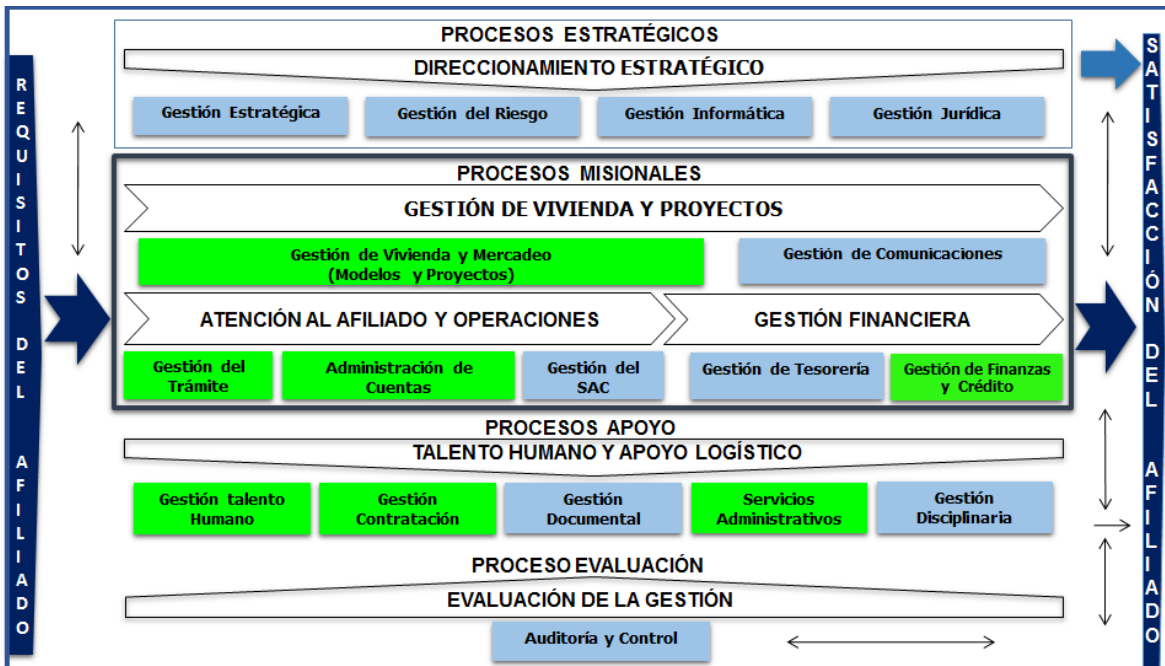 REQUISITOS DEL AFILIADO
PROCESOS ESTRATÉGICOS
DIRECCIONAMIENTO ESTRATÉGICO
Gestión Estratégica
Gestión del Riesgo
Gestión Informática
Gestión Jurídica
PROCESOS MISIONALES
GESTIÓN DE VIVIENDA Y PROYECTOS
Gestión de Vivienda y Mercadeo
(Modelos y Proyectos)
Gestión de Comunicaciones
ATENCIÓN AL AFILIADO Y OPERACIONES
GESTIÓN FINANCIERA
Gestión del
Trámite
Administración de
Cuentas
Gestión del
SAC
Gestión de Tesorería
Gestión de Finanzas
y Crédito
PROCESOS APOYO
TALENTO HUMANO Y APOYO LOGÍSTICO
Gestión talento
Humano
Gestión
Contratación
Gestión
Documental
Servicios
Administrativos
Gestión
Disciplinaria
PROCESO EVALUACIÓN
EVALUACIÓN DE LA GESTIÓN
Auditoría y Control
SATISFACCIÓN DEL AFILIADO